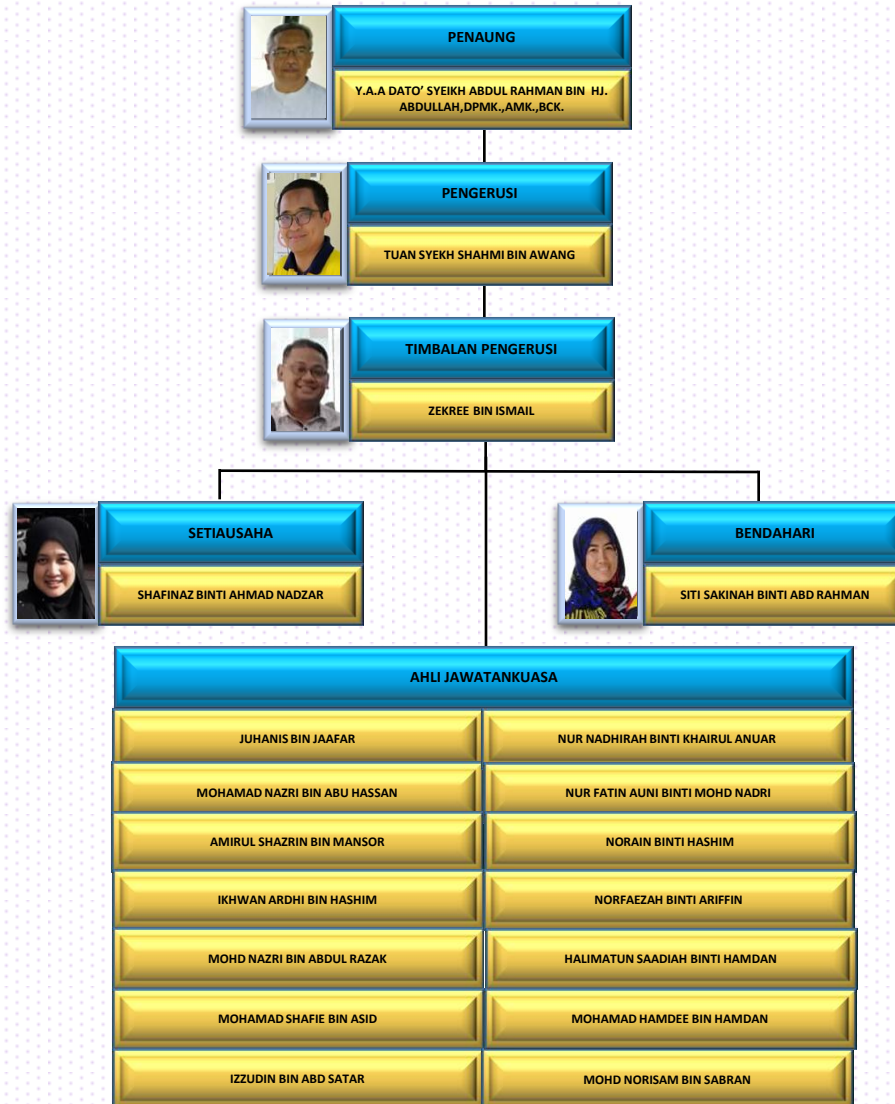 PENAUNG
Y.A.A DATO' SYEIKH ABDUL RAHMAN BIN HJ.
ABDULLAH,DPMK.,AMK.,BCK.
PENGERUSI
TUAN SYEKH SHAHMI BIN AWANG
TIMBALAN PENGERUSI
ZEKREE BIN ISMAIL
SETIAUSAHA
SHAFINAZ BINTI AHMAD NADZAR
BENDAHARI
SITI SAKINAH BINTI ABD RAHMAN
AHLI JAWATANKUASA
JUHANIS BIN JAAFAR
NUR NADHIRAH BINTI KHAIRUL ANUAR
MOHAMAD NAZRI BIN ABU HASSAN
NUR FATIN AUNI BINTI MOHD NADRI
AMIRUL SHAZRIN BIN MANSOR
NORAIN BINTI HASHIM
IKHWAN ARDHI BIN HASHIM
NORFAEZAH BINTI ARIFFIN
MOHD NAZRI BIN ABDUL RAZAK
HALIMATUN SAADIAH BINTI HAMDAN
MOHAMAD SHAFIE BIN ASID
MOHAMAD HAMDEE BIN HAMDAN
IZZUDIN BIN ABD SATAR
MOHD NORISAM BIN SABRAN